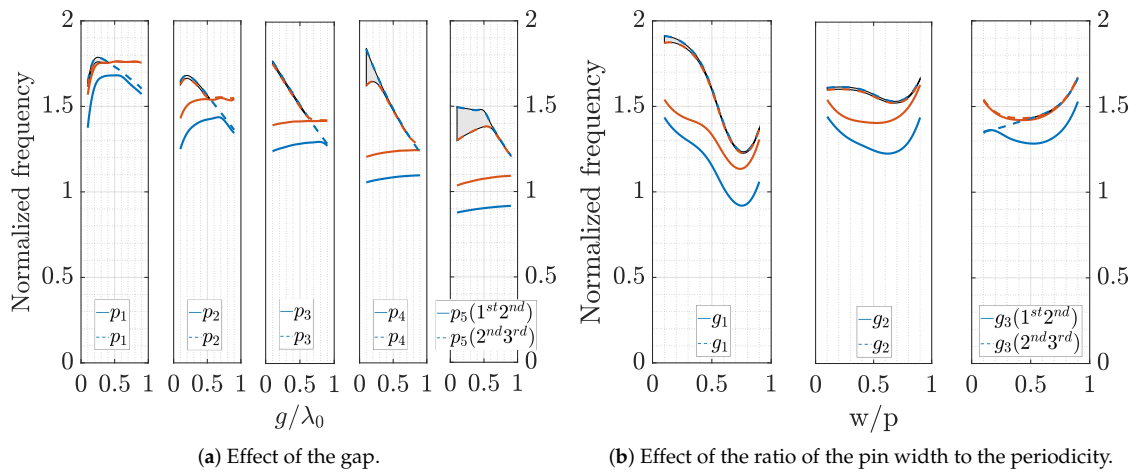 2
1.5
1
0.5
0
Normalized frequency
p₁
p₁
0 0.5 1
p₂
p₂
0 0.5 1
p₃
p₃
0 0.5 1
p₄
p₄
0 0.5 1
p₅(1ˢᵗ2ⁿᵈ)
p₅(2ⁿᵈ3ʳᵈ)
0 0.5 1
2
1.5
1
0.5
0
g/λ₀
(a) Effect of the gap.
2
1.5
1
0.5
0
Normalized frequency
g₁
g₁
0 0.5 1
g₂
g₂
0 0.5 1
g₃(1ˢᵗ2ⁿᵈ)
g₃(2ⁿᵈ3ʳᵈ)
0 0.5 1
2
1.5
1
0.5
0
w/p
(b) Effect of the ratio of the pin width to the periodicity.